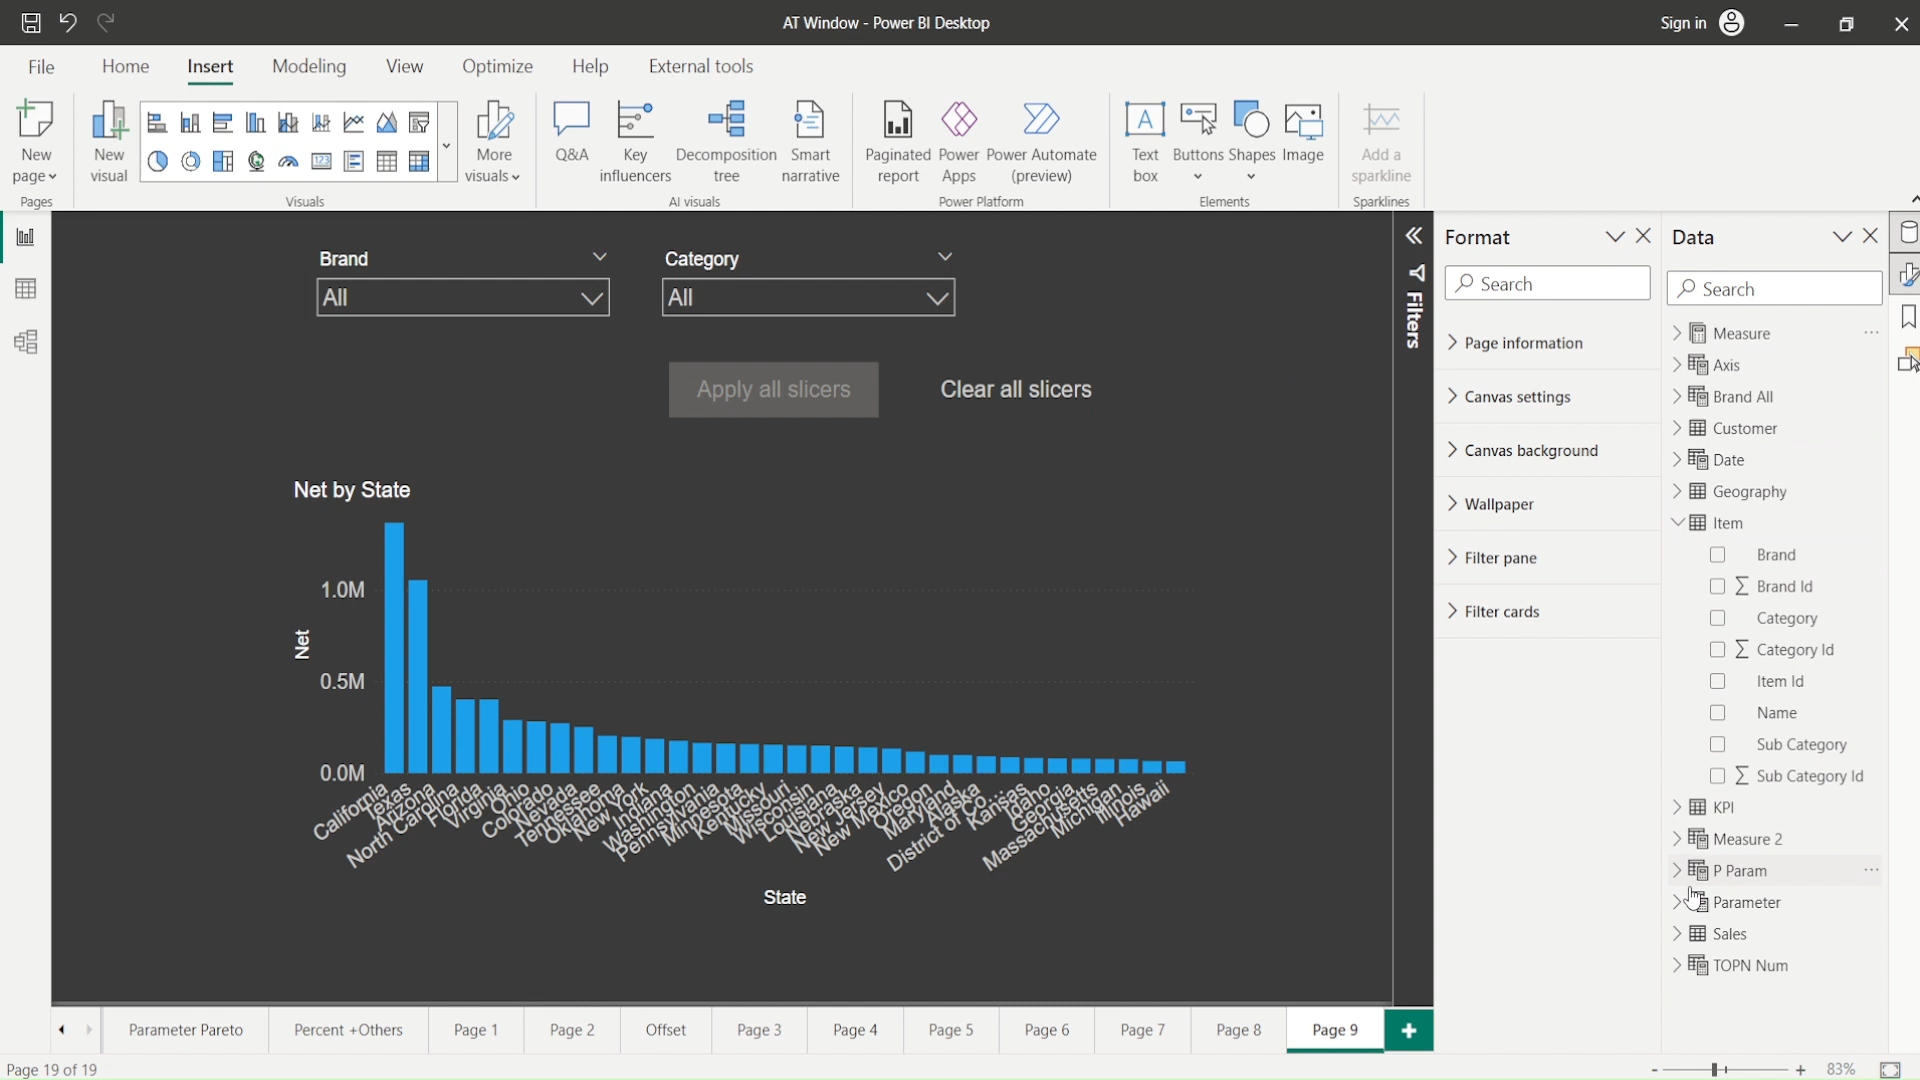 AT Window - Power BI Desktop
Sign in
File Home Insert Modeling View Optimize Help External tools
New page
New visual
More visuals
Q&A
Key influencers
Decomposition tree
Smart narrative
Paginated report
Power Apps
Power Automate (preview)
Text box
Buttons
Shapes
Image
Add a sparkline
Pages
Visuals
AI visuals
Power Platform
Elements
Sparklines
123
Brand
All
Category
All
Apply all slicers
Clear all slicers
Net by State
Net
1.0M
0.5M
0.0M
California
Texas
Arizona
North Carolina
Florida
Virginia
Ohio
Colorado
Nevada
Tennessee
Oklahoma
New York
Indiana
Washington
Pennsylvania
Minnesota
Kentucky
Missouri
Wisconsin
Louisiana
Nebraska
New Jersey
New Mexico
Oregon
Maryland
Alaska
District of Co...
Kansas
Idaho
Georgia
Massachusetts
Michigan
Illinois
Hawaii
State
Filters
Format
Search
Page information
Canvas settings
Canvas background
Wallpaper
Filter pane
Filter cards
Data
Search
Measure
Axis
Brand All
Customer
Date
Geography
Item
Brand
Brand Id
Category
Category Id
Item Id
Name
Sub Category
Sub Category Id
KPI
Measure 2
P Param
Parameter
Sales
TOPN Num
Parameter Pareto
Percent +Others
Page 1
Page 2
Offset
Page 3
Page 4
Page 5
Page 6
Page 7
Page 8
Page 9
Page 19 of 19
83%